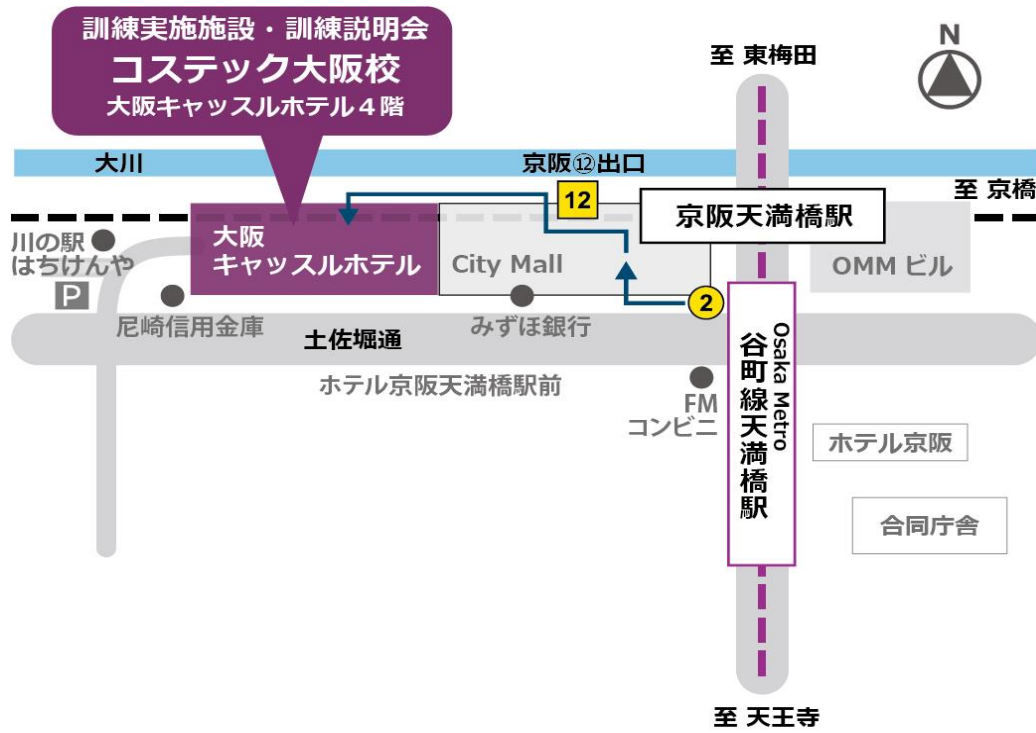 訓練実施施設・訓練説明会
コステック大阪校
大阪キャッスルホテル4階
N
至 東梅田
大川
京阪⑫出口
至 京橋
12
京阪天満橋駅
川の駅
はちけんや
P
大阪
キャッスルホテル
City Mall
OMM ビル
2
尼崎信用金庫
みずほ銀行
土佐堀通
ホテル京阪天満橋駅前
FM
コンビニ
Osaka Metro
谷町線天満橋駅
ホテル京阪
合同庁舎
至 天王寺